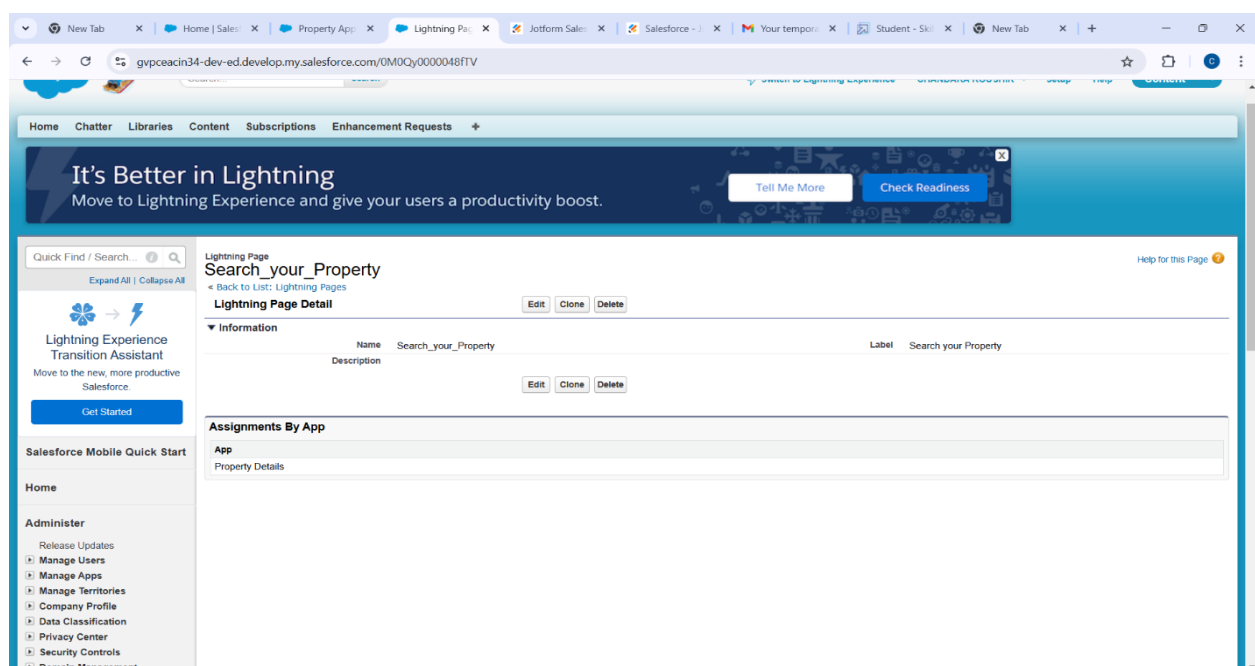 New Tab
Home | Sales
Property App
Lightning Pag
Jotform Sales
Salesforce - J
Your tempora
Student - Skil
New Tab
gvpceacin34-dev-ed.develop.my.salesforce.com/0M0Qy0000048fTV
Home Chatter Libraries Content Subscriptions Enhancement Requests +
It's Better in Lightning
Move to Lightning Experience and give your users a productivity boost.
Tell Me More
Check Readiness
Quick Find / Search...
Expand All | Collapse All
Lightning Experience
Transition Assistant
Move to the new, more productive
Salesforce.
Get Started
Salesforce Mobile Quick Start
Home
Administer
Release Updates
Manage Users
Manage Apps
Manage Territories
Company Profile
Data Classification
Privacy Center
Security Controls
Lightning Page
Search_your_Property
« Back to List: Lightning Pages
Help for this Page
Lightning Page Detail
Edit Clone Delete
Information
Name Search_your_Property
Label Search your Property
Description
Edit Clone Delete
Assignments By App
App
Property Details